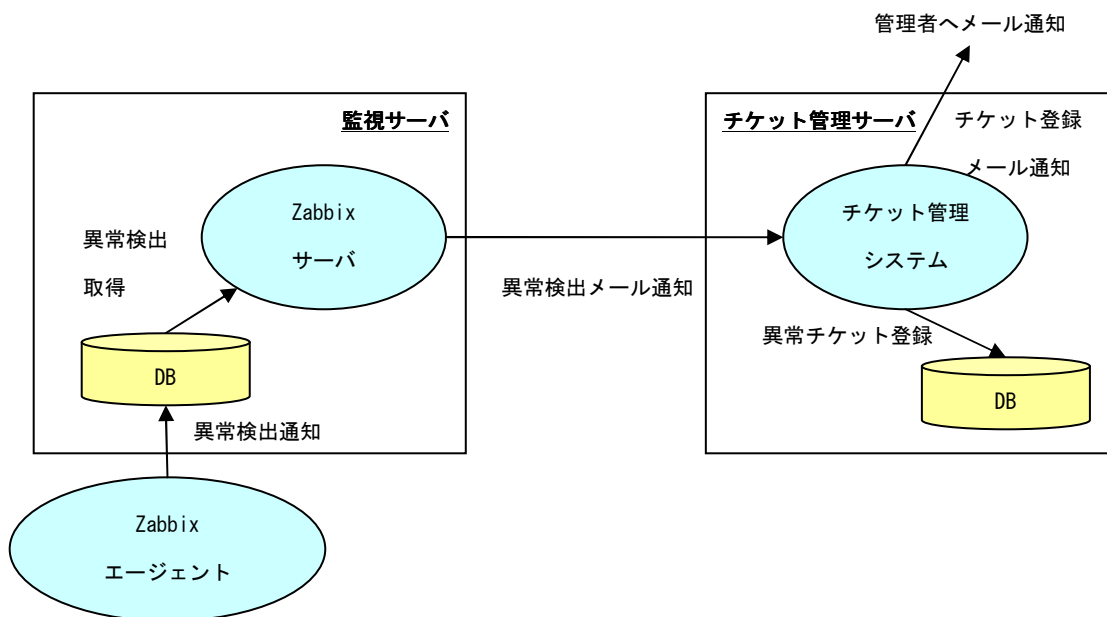 管理者へメール通知
監視サーバ
チケット管理サーバ
チケット登録
メール通知
Zabbix
サーバ
チケット管理
システム
異常検出
取得
異常検出メール通知
異常チケット登録
DB
DB
異常検出通知
Zabbix
エージェント